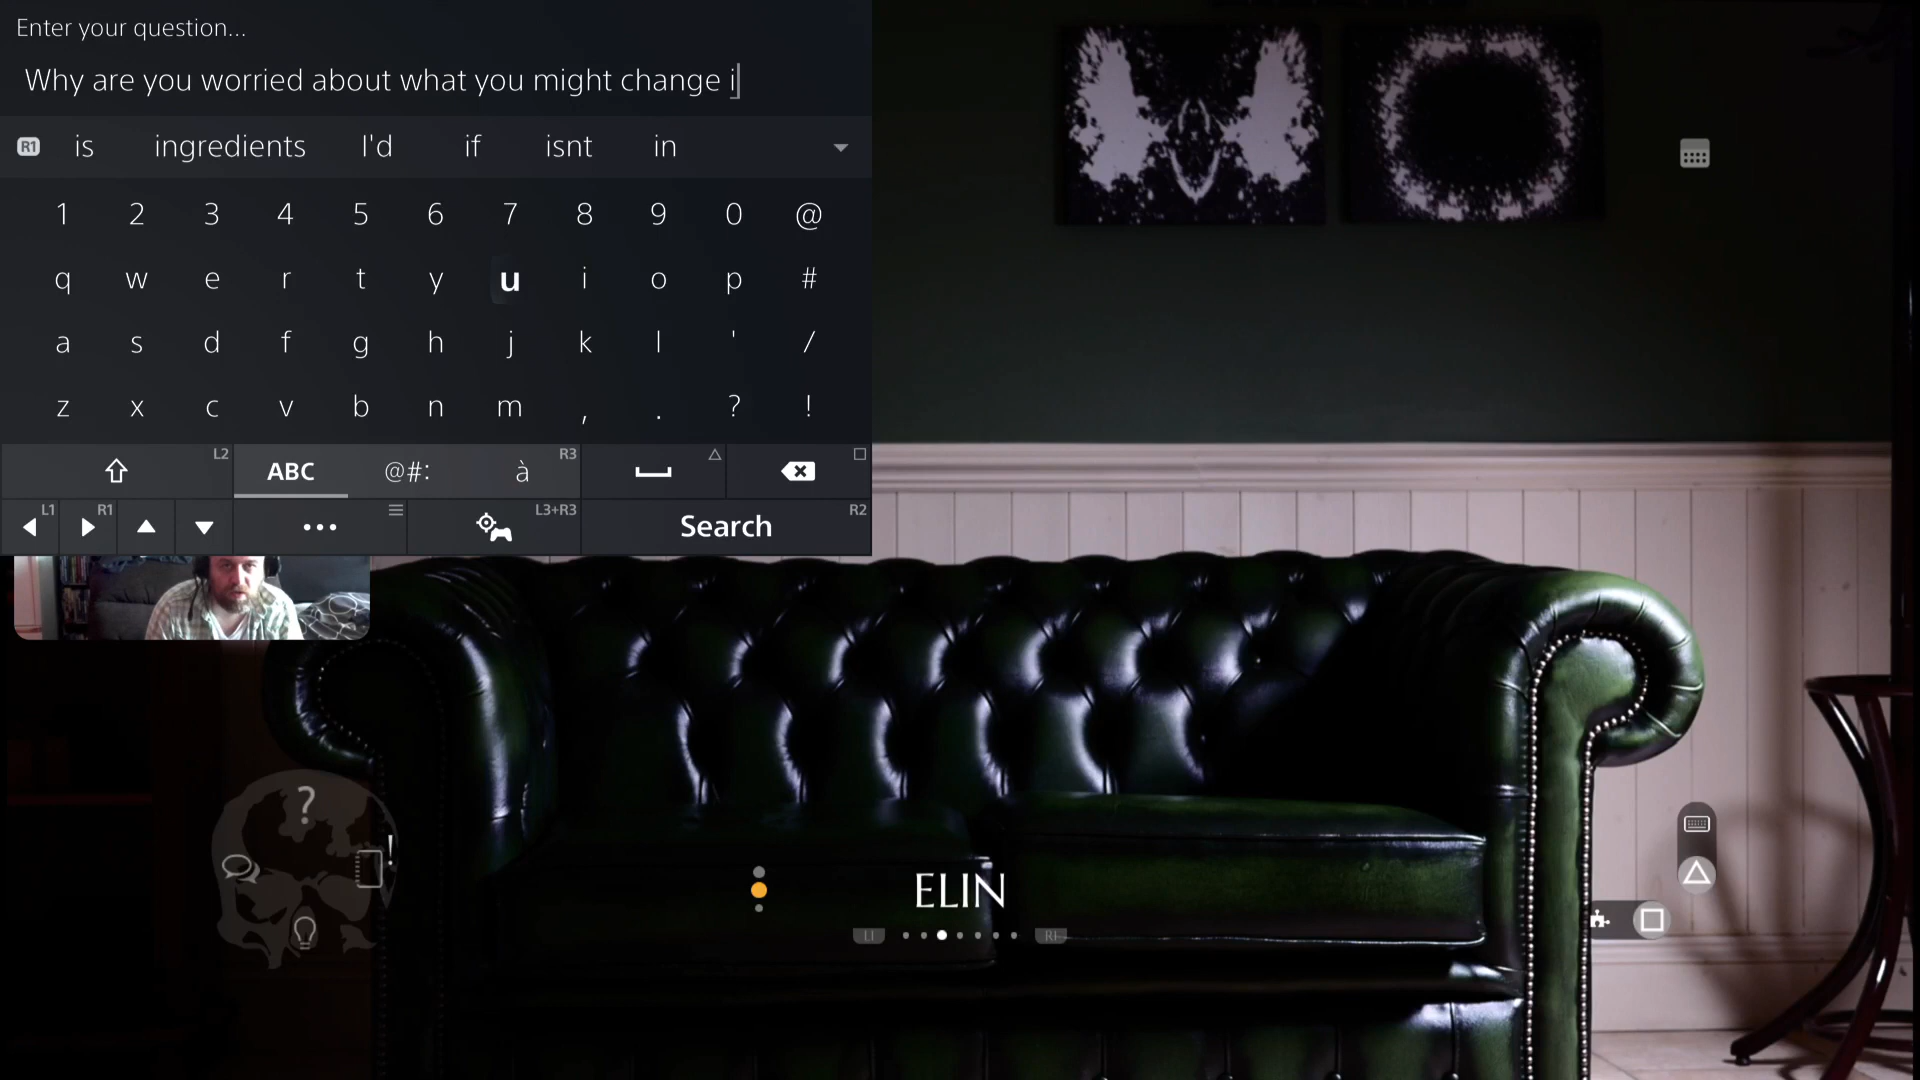 Enter your question...
Why are you worried about what you might change i
R1 is ingredients I'd if isnt in
1 2 3 4 5 6 7 8 9 0 @
q w e r t y u i o p #
a s d f g h j k l ' /
z x c v b n m , . ? !
L2 ABC @#: à R3
L1 R1 ... L3+R3 Search R2
?
!
ELIN
L1 R1